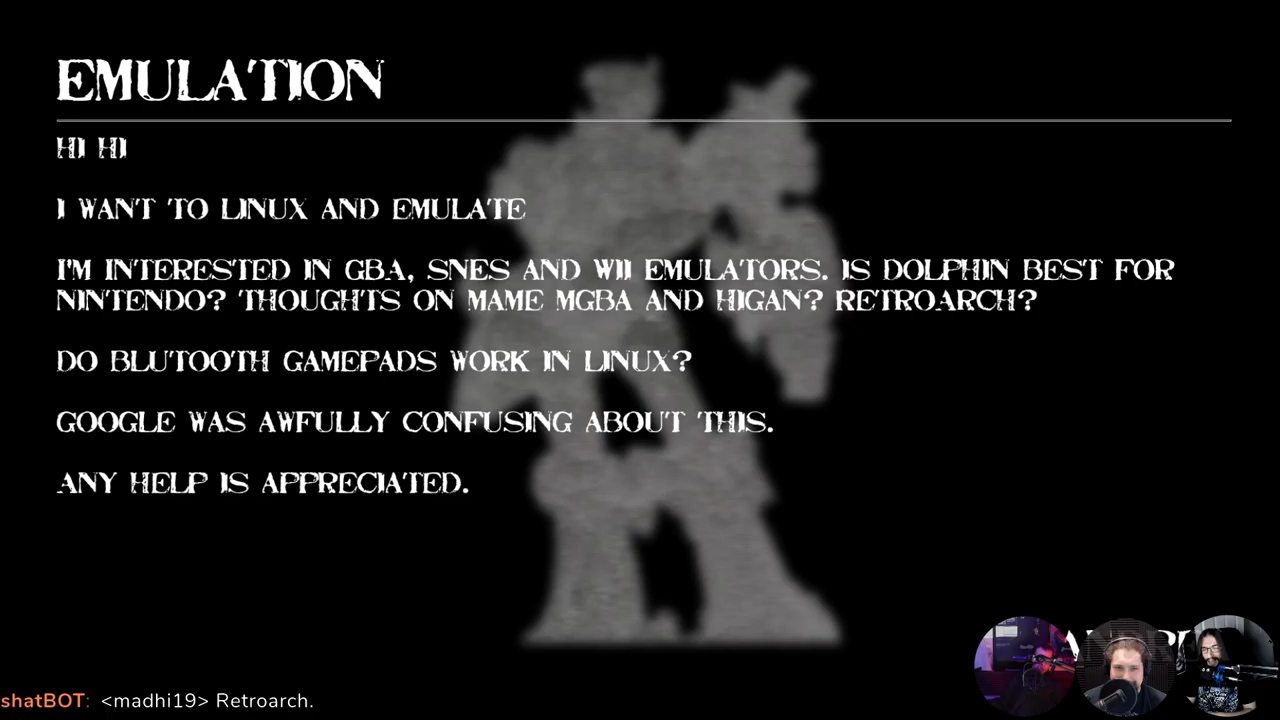 EMULATION
HI HI
I WANT TO LINUX AND EMULATE
I'M INTERESTED IN GBA, SNES AND WII EMULATORS. IS DOLPHIN BEST FOR
NINTENDO? THOUGHTS ON MAME MGBA AND HIGAN? RETROARCH?
DO BLUTOOTH GAMEPADS WORK IN LINUX?
GOOGLE WAS AWFULLY CONFUSING ABOUT THIS.
ANY HELP IS APPRECIATED.
shatBOT: <madhi19> Retroarch.